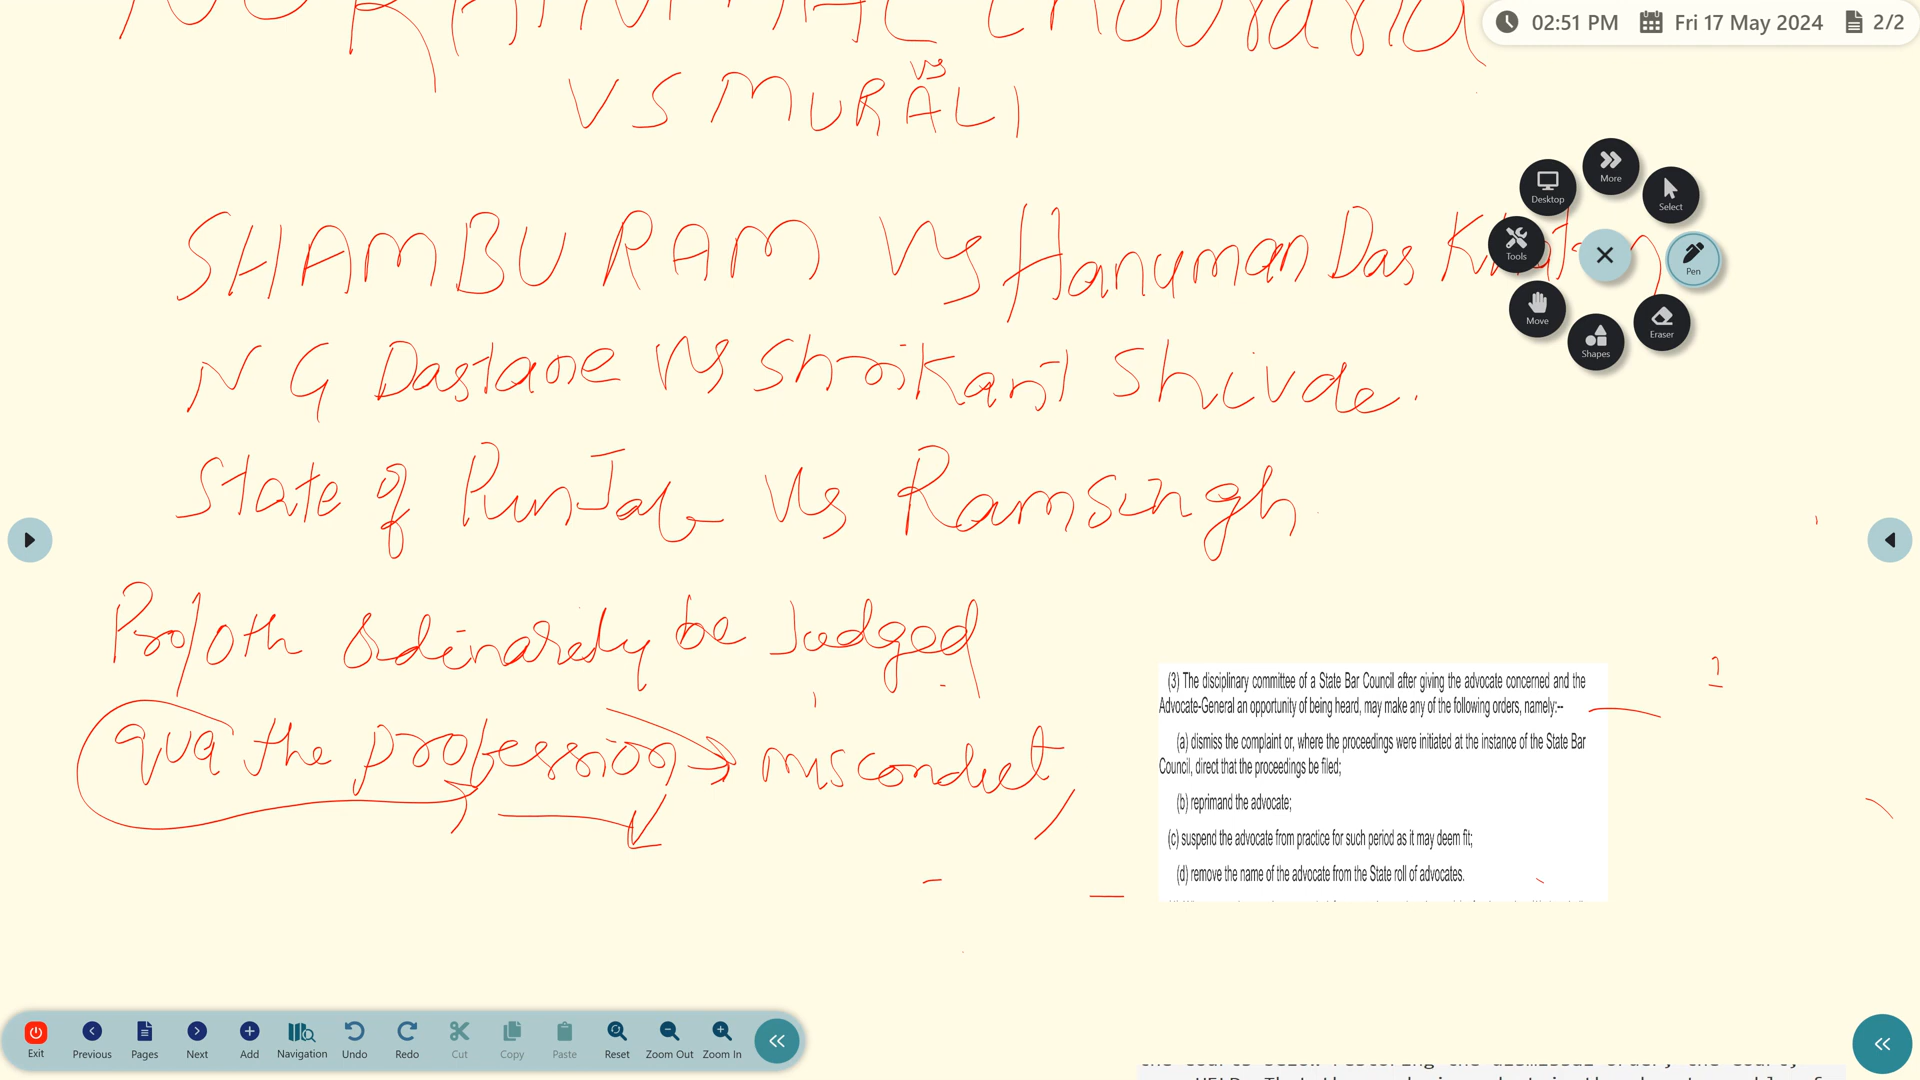 02:51 PM Fri 17 May 2024 2/2
VS MURALI
vs
SHAMBU RAM Vs Hanuman Das
N G Dastane Vs Shrikant Shivde.
State of PunJab Vs Ramsingh
Pro/oth ordinarely be Judged
qua the profession → misconduct,
(3) The disciplinary committee of a State Bar Council after giving the advocate concerned and the
Advocate-General an opportunity of being heard, may make any of the following orders, namely:--
(a) dismiss the complaint or, where the proceedings were initiated at the instance of the State Bar
Council, direct that the proceedings be filed;
(b) reprimand the advocate;
(c) suspend the advocate from practice for such period as it may deem fit;
(d) remove the name of the advocate from the State roll of advocates.
More
Desktop
Select
Tools
Pen
Move
Eraser
Shapes
Exit Previous Pages Next Add Navigation Undo Redo Cut Copy Paste Reset Zoom Out Zoom In